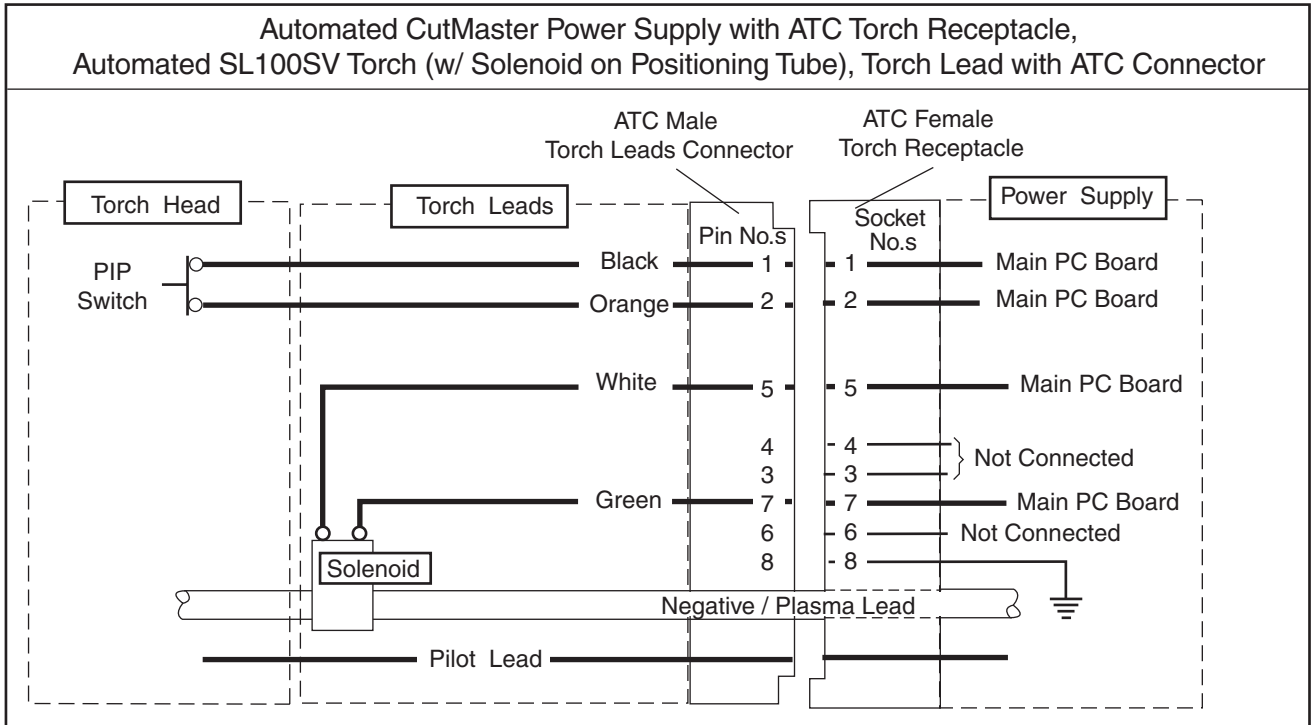 Automated CutMaster Power Supply with ATC Torch Receptacle,
Automated SL100SV Torch (w/ Solenoid on Positioning Tube), Torch Lead with ATC Connector
ATC Male
Torch Leads Connector
ATC Female
Torch Receptacle
Torch Head
Torch Leads
Power Supply
Pin No.s
Socket
No.s
PIP
Switch
Black 1 1 Main PC Board
Orange 2 2 Main PC Board
White 5 5 Main PC Board
4 4
3 3
Not Connected
Green 7 7 Main PC Board
6 6 Not Connected
8 8
Solenoid
Negative / Plasma Lead
Pilot Lead